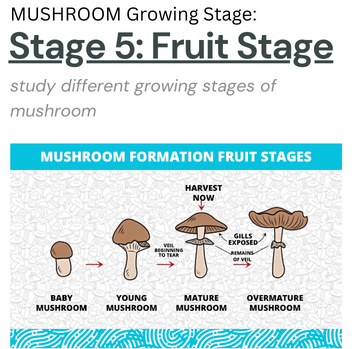 MUSHROOM Growing Stage:
Stage 5: Fruit Stage
study different growing stages of
mushroom
MUSHROOM FORMATION FRUIT STAGES
HARVEST
NOW
VEIL
BEGINNING
TO TEAR
GILLS
EXPOSED
REMAINS
OF VEIL
BABY
MUSHROOM
YOUNG
MUSHROOM
MATURE
MUSHROOM
OVERMATURE
MUSHROOM